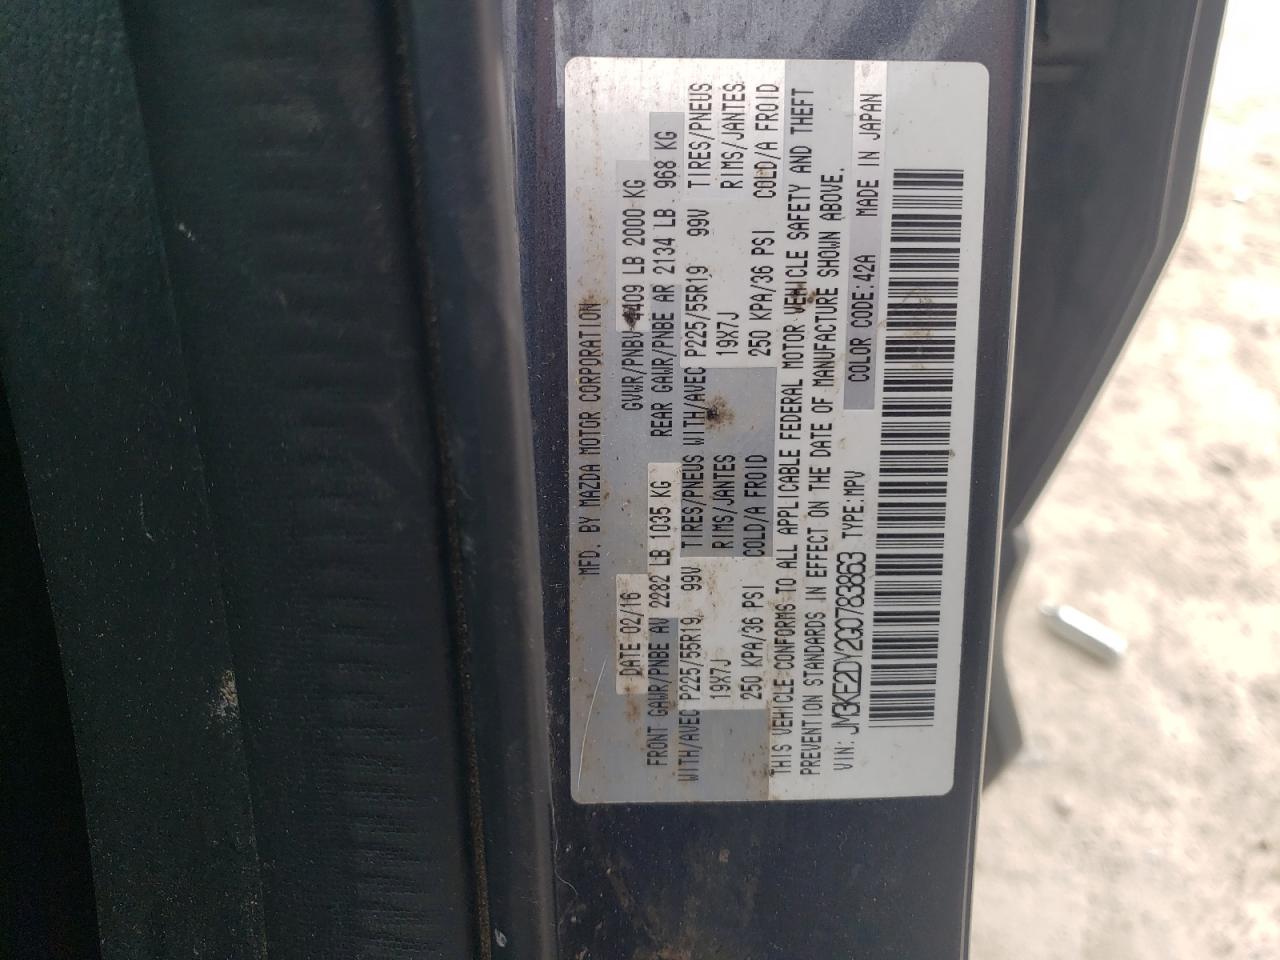 MFD. BY MAZDA MOTOR CORPORATION
DATE 02/16 GVWR/PNBV 4409 LB 2000 KG
FRONT GAWR/PNBE AV 2282 LB 1035 KG REAR GAWR/PNBE AR 2134 LB 968 KG
WITH/AVEC P225/55R19 99V TIRES/PNEUS WITH/AVEC P225/55R19 99V TIRES/PNEUS
19X7J RIMS/JANTES 19X7J RIMS/JANTES
250 KPA/36 PSI COLD/A FROID 250 KPA/36 PSI COLD/A FROID
THIS VEHICLE CONFORMS TO ALL APPLICABLE FEDERAL MOTOR VEHICLE SAFETY AND THEFT
PREVENTION STANDARDS IN EFFECT ON THE DATE OF MANUFACTURE SHOWN ABOVE.
VIN: JM3KE2DY2G0783863 TYPE:MPV COLOR CODE:42A MADE IN JAPAN